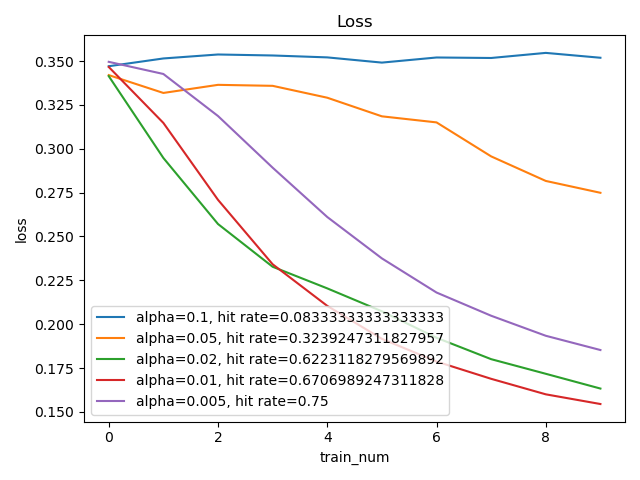 Loss
0.350
0.325
0.300
0.275
0.250
0.225
0.200
0.175
0.150
loss
alpha=0.1, hit rate=0.08333333333333333
alpha=0.05, hit rate=0.3239247311827957
alpha=0.02, hit rate=0.6223118279569892
alpha=0.01, hit rate=0.6706989247311828
alpha=0.005, hit rate=0.75
0 2 4 6 8
train_num